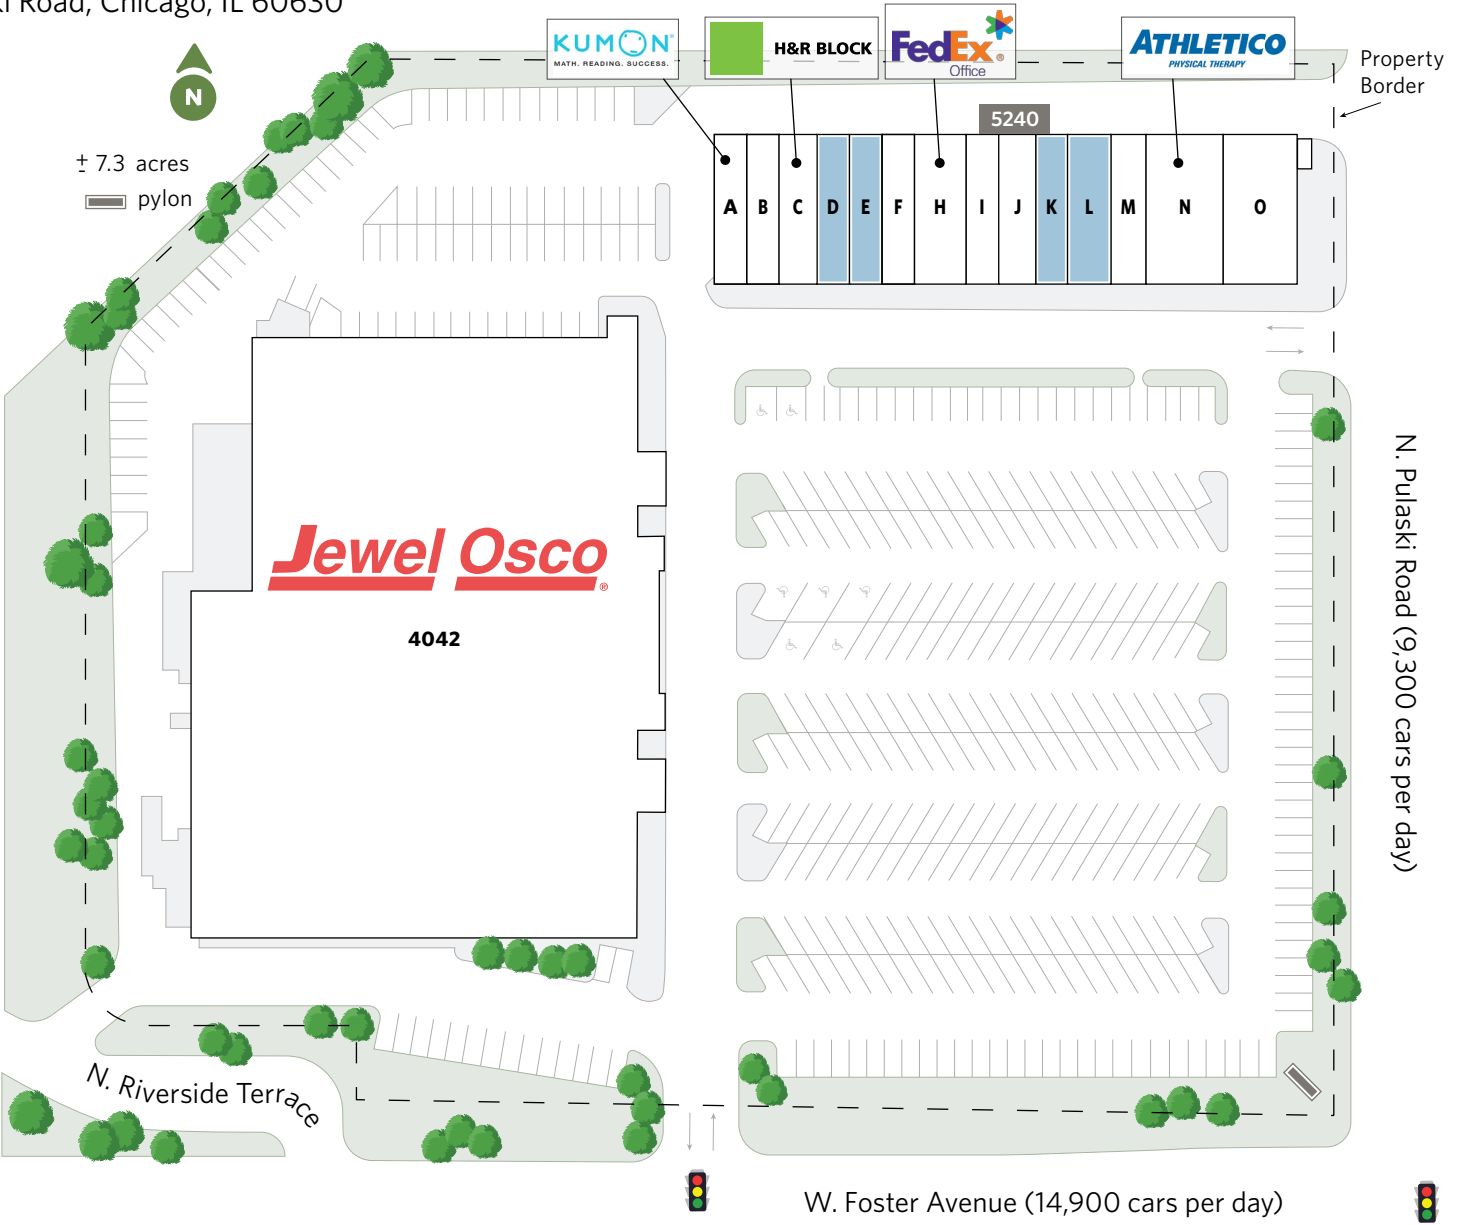 Road, Chicago, IL 60630
N
± 7.3 acres
pylon
KUMON®
MATH. READING. SUCCESS.
H&R BLOCK
FedEx®
Office
ATHLETICO
PHYSICAL THERAPY
Property
Border
5240
A B C D E F H I J K L M N O
Jewel Osco®
4042
N. Pulaski Road (9,300 cars per day)
N. Riverside Terrace
W. Foster Avenue (14,900 cars per day)